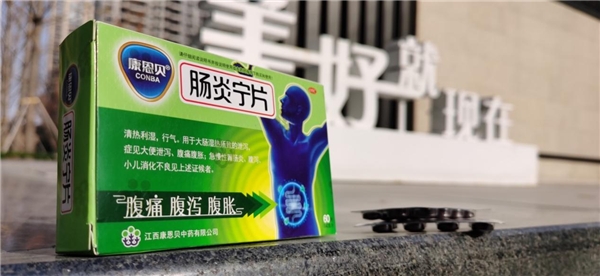 美好就现在
康恩贝®
CONBA
肠炎宁片
清热利湿，行气。用于大肠湿热所致的泄泻，
症见大便泄泻、腹痛腹胀；急慢性胃肠炎、腹泻、
小儿消化不良见上述证候者。
腹痛 腹泻 腹胀
60
江西康恩贝中药有限公司
肠炎宁片